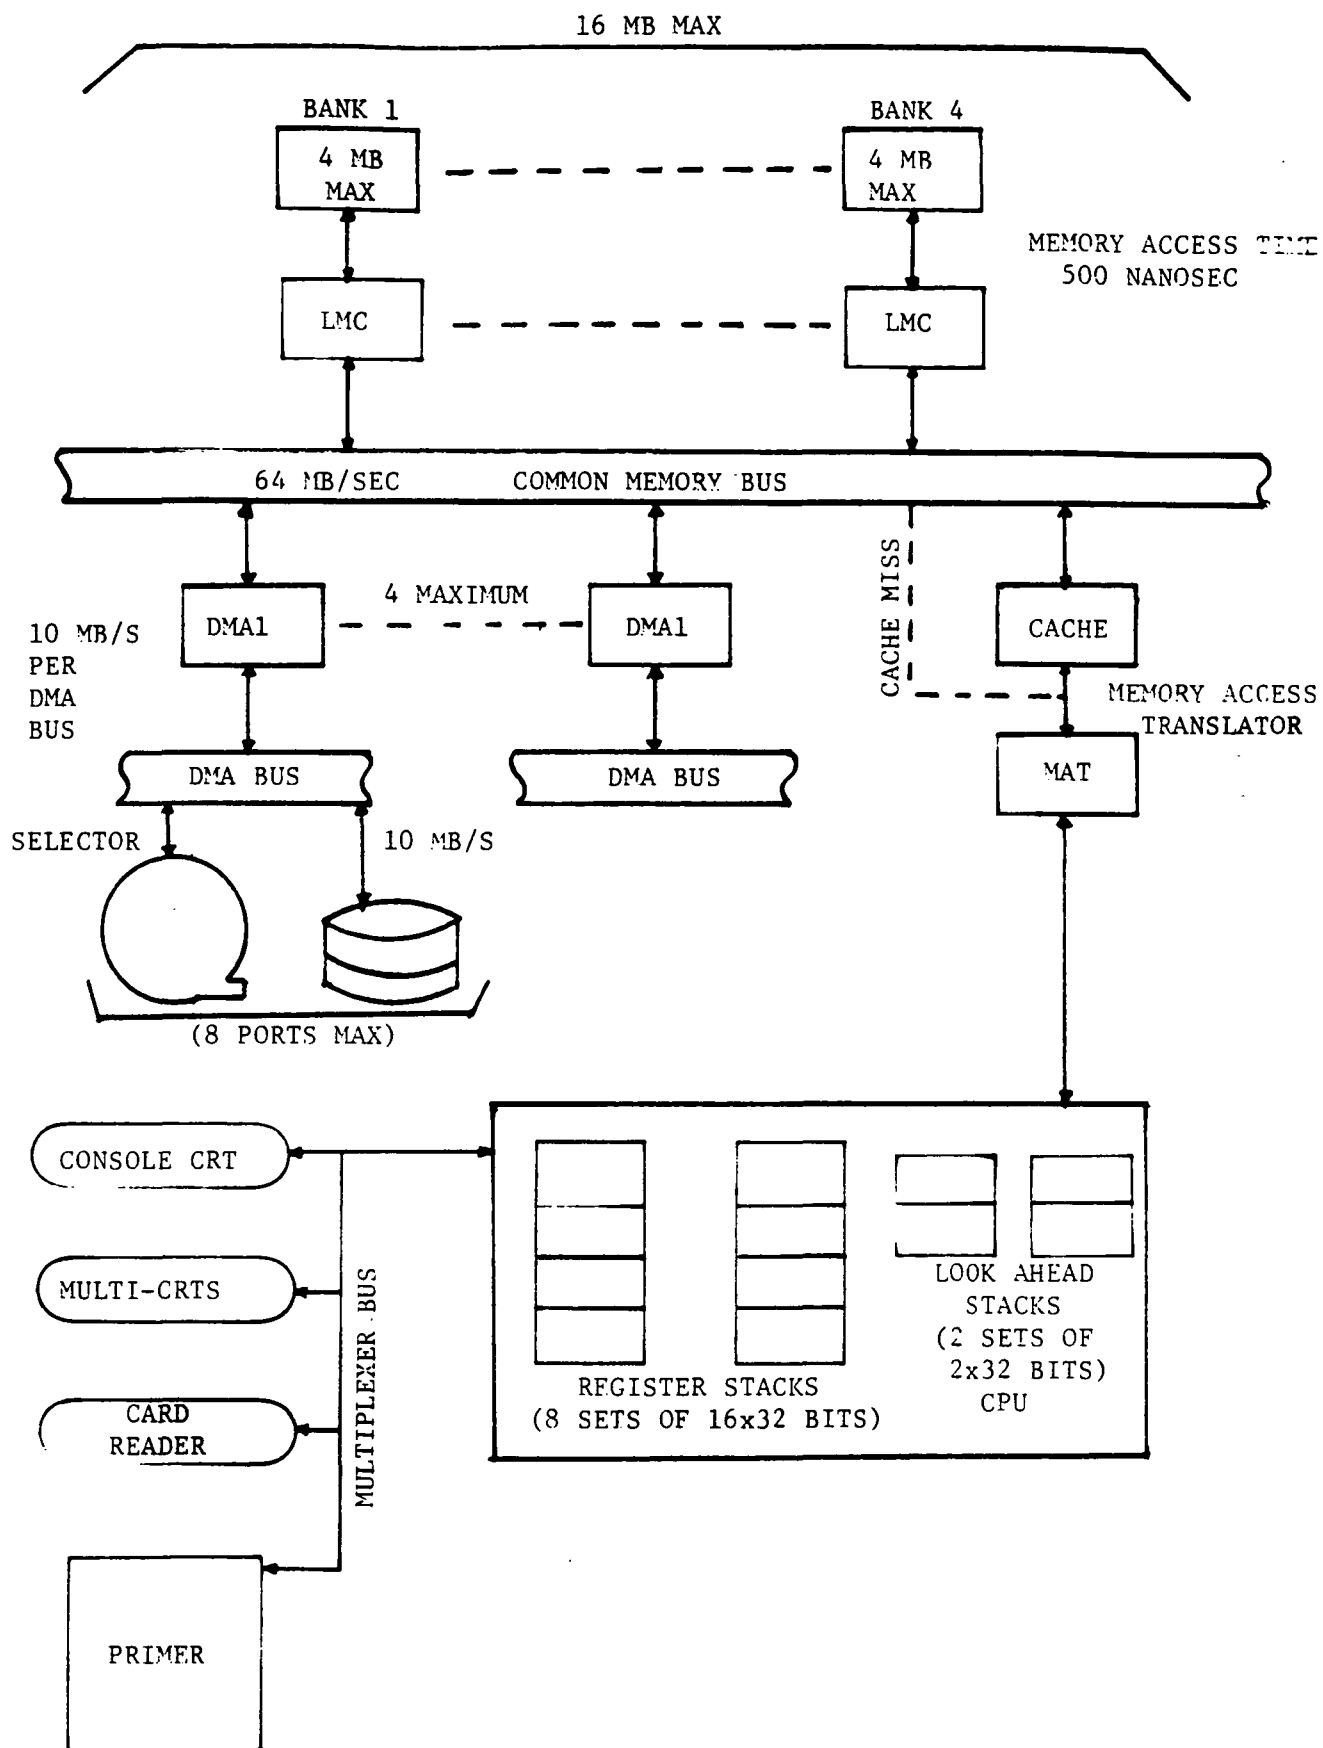 16 MB MAX
BANK 1
BANK 4
4 MB
MAX
4 MB
MAX
MEMORY ACCESS TIME
500 NANOSEC
LMC
LMC
64 MB/SEC COMMON MEMORY BUS
10 MB/S
PER
DMA
BUS
DMA1
4 MAXIMUM
DMA1
CACHE MISS
CACHE
MEMORY ACCESS
TRANSLATOR
MAT
DMA BUS
DMA BUS
SELECTOR
10 MB/S
(8 PORTS MAX)
CONSOLE CRT
MULTI-CRTS
CARD
READER
PRIMER
MULTIPLEXER BUS
REGISTER STACKS
(8 SETS OF 16x32 BITS)
LOOK AHEAD
STACKS
(2 SETS OF
2x32 BITS)
CPU